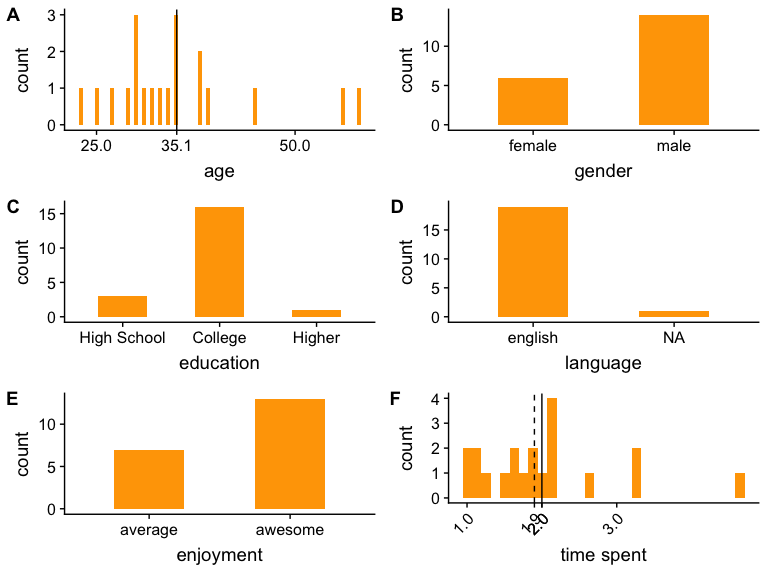 A
count
3
2
1
0
25.0 35.1 50.0
age
B
count
10
5
0
female male
gender
C
count
15
10
5
0
High School College Higher
education
D
count
15
10
5
0
english NA
language
E
count
10
5
0
average awesome
enjoyment
F
count
4
3
2
1
0
1.0 1.9 2.0 3.0
time spent